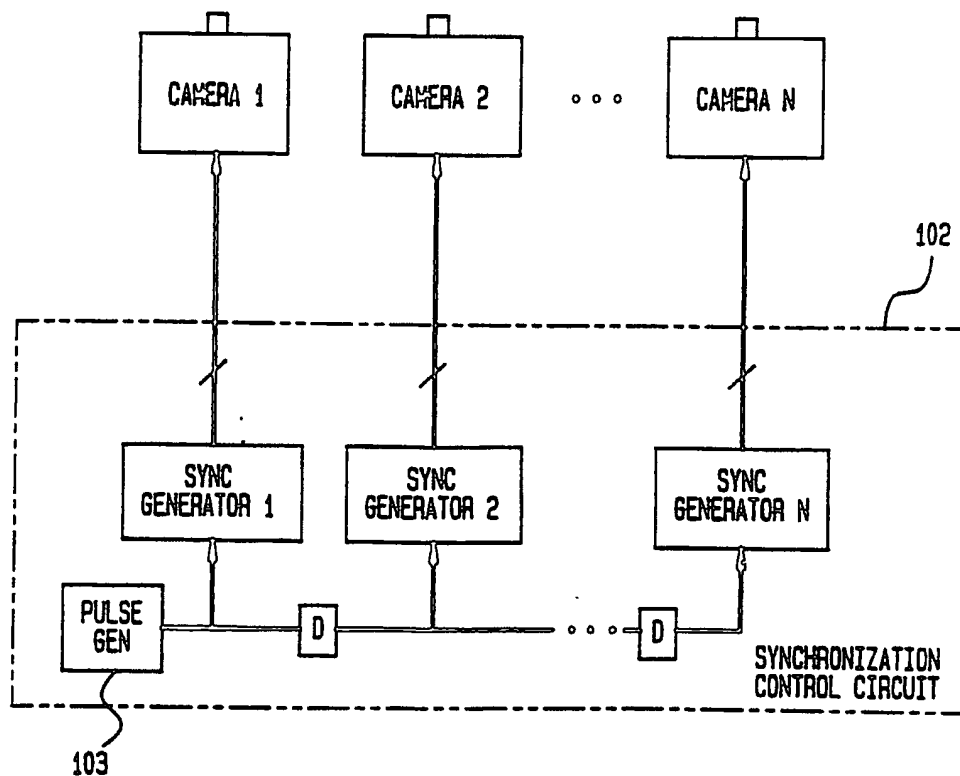 CAMERA 1
CAMERA 2
CAMERA N
102
SYNC
GENERATOR 1
SYNC
GENERATOR 2
SYNC
GENERATOR N
PULSE
GEN
D
D
SYNCHRONIZATION
CONTROL CIRCUIT
103